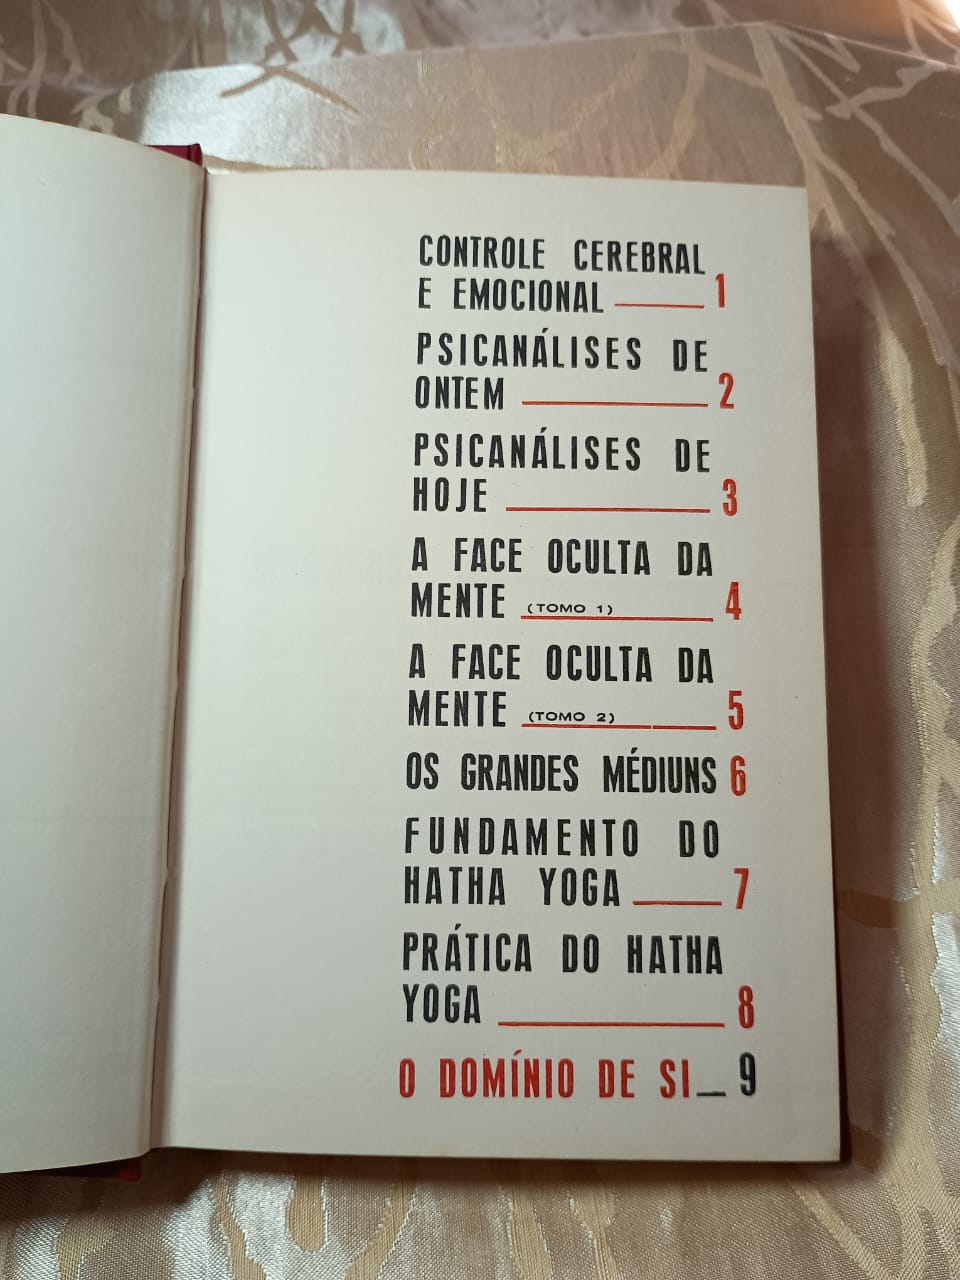 CONTROLE CEREBRAL
E EMOCIONAL 1
PSICANÁLISES DE
ONTEM 2
PSICANÁLISES DE
HOJE 3
A FACE OCULTA DA
MENTE (TOMO 1) 4
A FACE OCULTA DA
MENTE (TOMO 2) 5
OS GRANDES MÉDIUNS 6
FUNDAMENTO DO
HATHA YOGA 7
PRÁTICA DO HATHA
YOGA 8
O DOMÍNIO DE SI 9